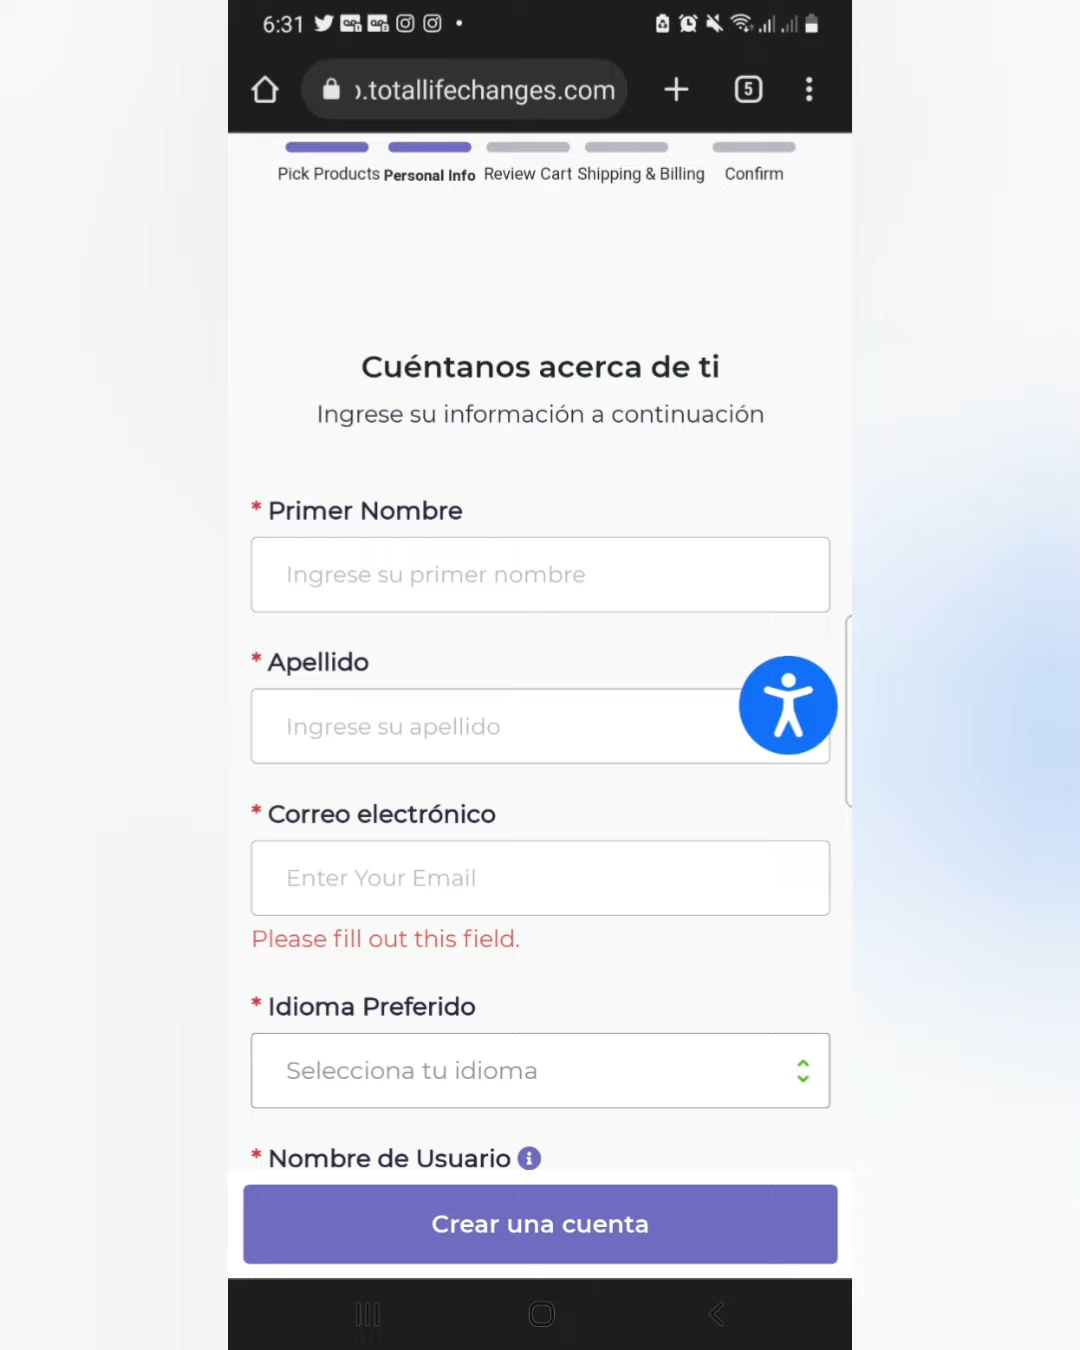 6:31
.totallifechanges.com
5
Pick Products Personal Info Review Cart Shipping & Billing Confirm
Cuéntanos acerca de ti
Ingrese su información a continuación
* Primer Nombre
Ingrese su primer nombre
* Apellido
Ingrese su apellido
* Correo electrónico
Enter Your Email
Please fill out this field.
* Idioma Preferido
Selecciona tu idioma
* Nombre de Usuario
Crear una cuenta